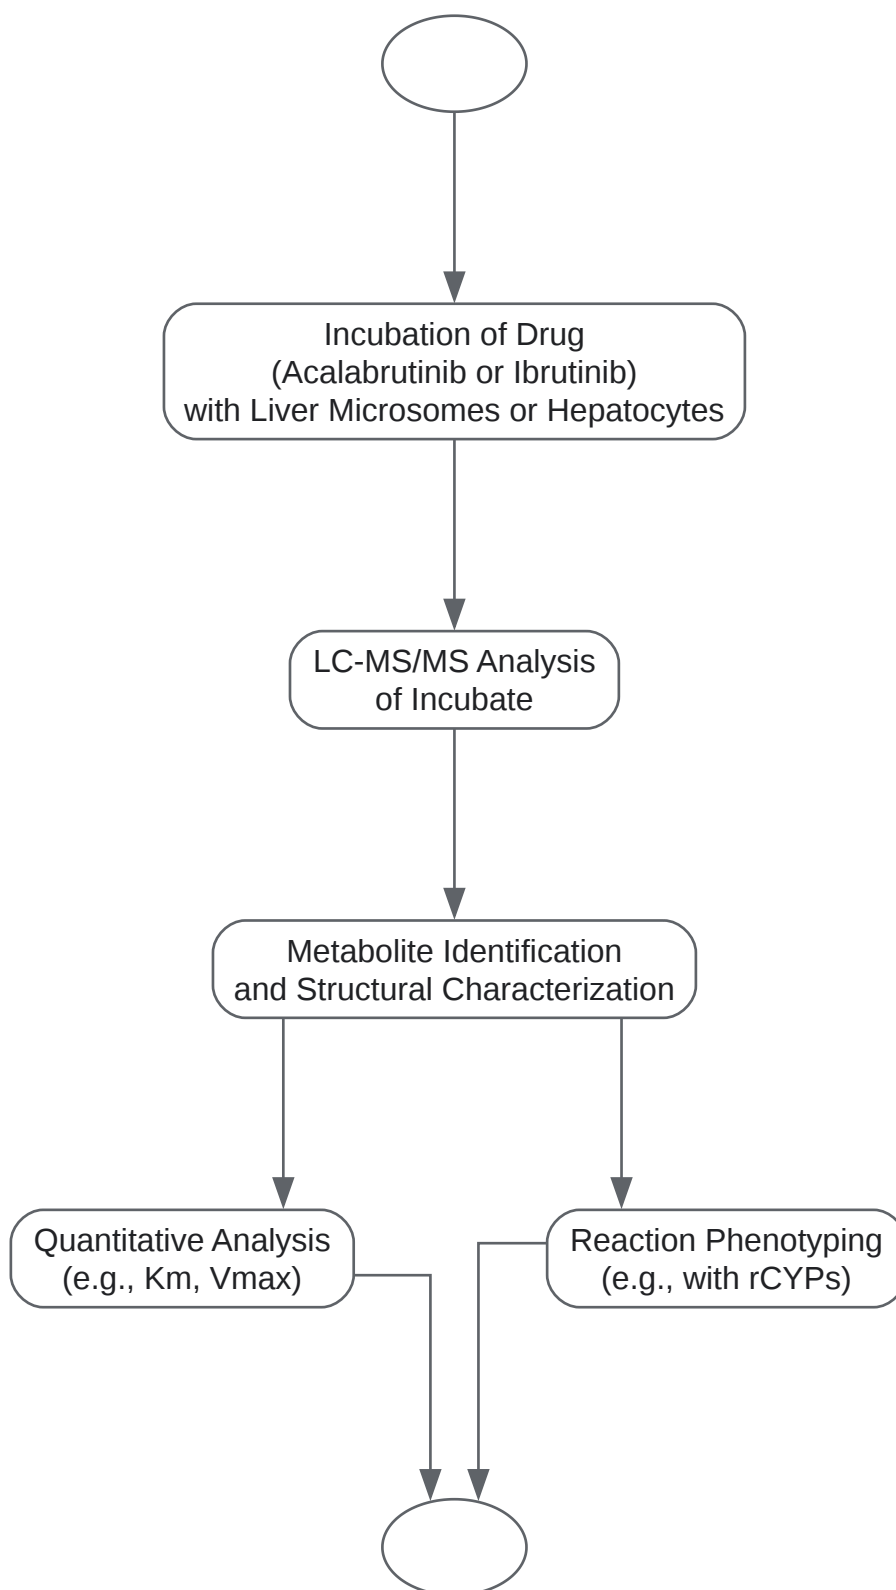 Incubation of Drug
(Acalabrutinib or Ibrutinib)
with Liver Microsomes or Hepatocytes
LC-MS/MS Analysis
of Incubate
Metabolite Identification
and Structural Characterization
Quantitative Analysis
(e.g., Km, Vmax)
Reaction Phenotyping
(e.g., with rCYPs)